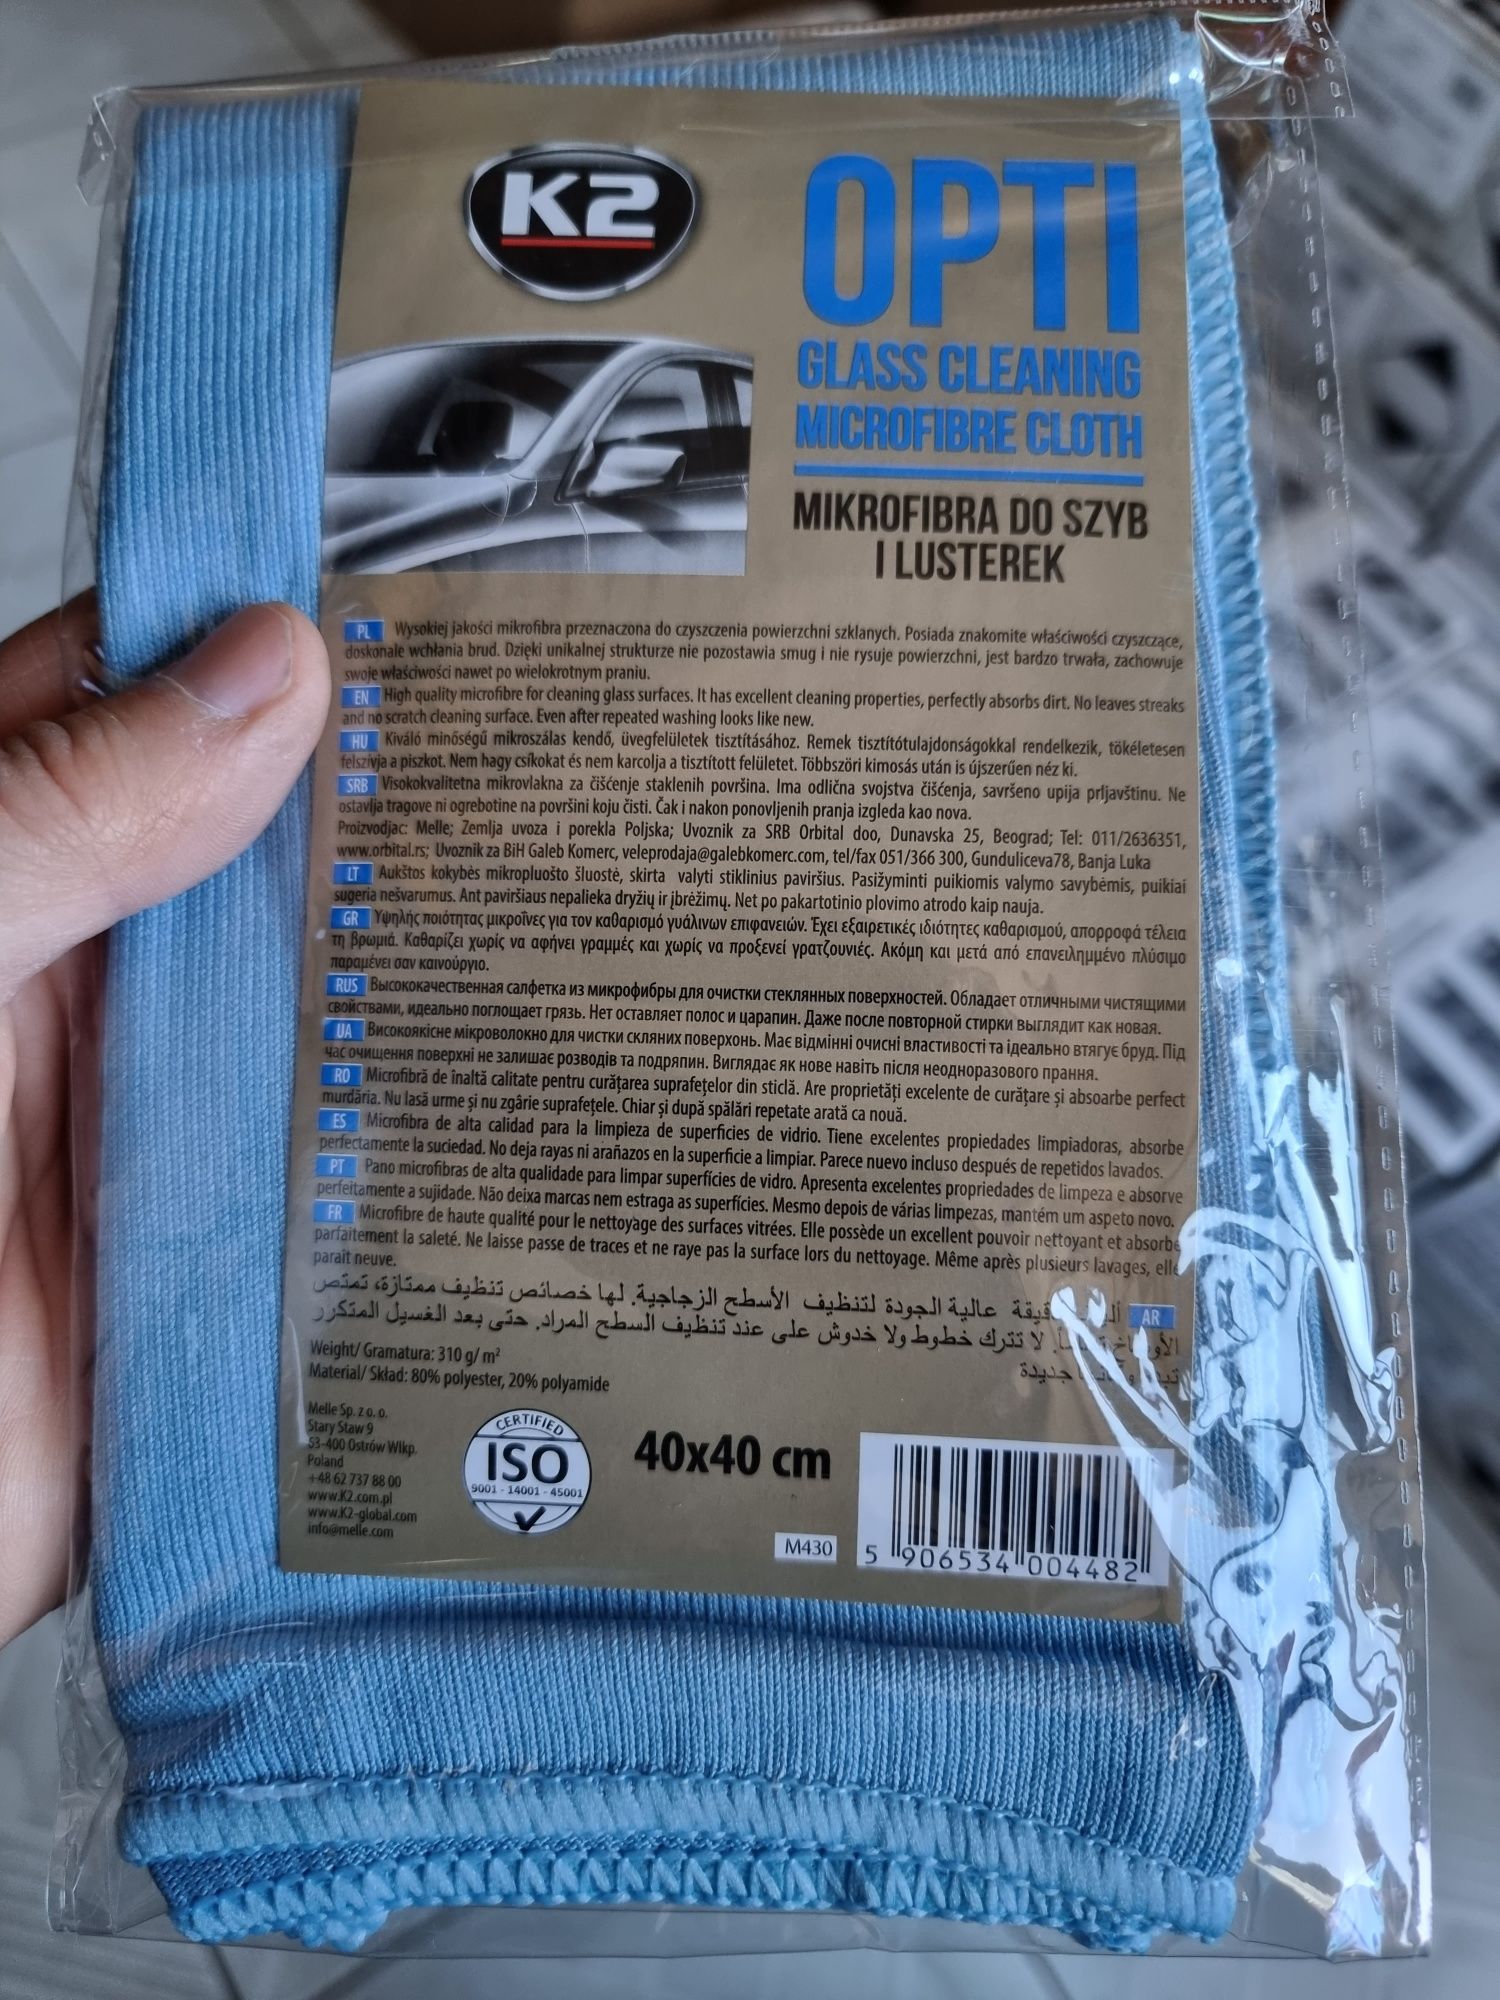 K2
OPTI
GLASS CLEANING
MICROFIBRE CLOTH
MIKROFIBRA DO SZYB
I LUSTEREK
PL Wysokiej jakości mikrofibra przeznaczona do czyszczenia powierzchni szklanych. Posiada znakomite właściwości czyszczące,
doskonale wchłania brud. Dzięki unikalnej strukturze nie pozostawia smug i nie rysuje powierzchni, jest bardzo trwała, zachowuje
swoje właściwości nawet po wielokrotnym praniu.
EN High quality microfibre for cleaning glass surfaces. It has excellent cleaning properties, perfectly absorbs dirt. No leaves streaks
and no scratch cleaning surface. Even after repeated washing looks like new.
HU Kiváló minőségű mikroszálas kendő, üvegfelületek tisztításához. Remek tisztítótulajdonságokkal rendelkezik, tökéletesen
felszívja a piszkot. Nem hagy csíkokat és nem karcolja a tisztított felületet. Többszöri kimosás után is újszerűen néz ki.
SRB Visokokvalitetna mikrovlakna za čišćenje staklenih površina. Ima odlična svojstva čišćenja, savršeno upija prljavštinu. Ne
ostavlja tragove ni ogrebotine na površini koju čisti. Čak i nakon ponovljenih pranja izgleda kao nova.
Proizvodjac: Melle; Zemlja uvoza i porekla Poljska; Uvoznik za SRB Orbital doo, Dunavska 25, Beograd; Tel: 011/2636351,
www.orbital.rs; Uvoznik za BiH Galeb Komerc, veleprodaja@galebkomerc.com, tel/fax 051/366 300, Gunduliceva78, Banja Luka
LT Aukštos kokybės mikropluošto šluostė, skirta valyti stiklinius paviršius. Pasižyminti puikiomis valymo savybėmis, puikiai
sugeria nešvarumus. Ant paviršiaus nepalieka dryžių ir įbrėžimų. Net po pakartotinio plovimo atrodo kaip nauja.
GR Υψηλής ποιότητας μικροΐνες για τον καθαρισμό γυάλινων επιφανειών. Έχει εξαιρετικές ιδιότητες καθαρισμού, απορροφά τέλεια
τη βρωμιά. Καθαρίζει χωρίς να αφήνει γραμμές και χωρίς να προξενεί γρατζουνιές. Ακόμη και μετά από επανειλημμένο πλύσιμο
παραμένει σαν καινούργιο.
RUS Высококачественная салфетка из микрофибры для очистки стеклянных поверхностей. Обладает отличными чистящими
свойствами, идеально поглощает грязь. Нет оставляет полос и царапин. Даже после повторной стирки выглядит как новая.
UA Високоякісне мікроволокно для чистки скляних поверхонь. Має відмінні очисні властивості та ідеально втягує бруд. Під
час очищення поверхні не залишає розводів та подряпин. Виглядає як нове навіть після неодноразового прання.
RO Microfibră de înaltă calitate pentru curățarea suprafețelor din sticlă. Are proprietăți excelente de curățare și absoarbe perfect
murdăria. Nu lasă urme și nu zgârie suprafețele. Chiar și după spălări repetate arată ca nouă.
ES Microfibra de alta calidad para la limpieza de superficies de vidrio. Tiene excelentes propiedades limpiadoras, absorbe
perfectamente la suciedad. No deja rayas ni arañazos en la superficie a limpiar. Parece nuevo incluso después de repetidos lavados.
PT Pano microfibras de alta qualidade para limpar superfícies de vidro. Apresenta excelentes propriedades de limpeza e absorve
perfeitamente a sujidade. Não deixa marcas nem estraga as superfícies. Mesmo depois de várias limpezas, mantém um aspeto novo.
FR Microfibre de haute qualité pour le nettoyage des surfaces vitrées. Elle possède un excellent pouvoir nettoyant et absorbe
parfaitement la saleté. Ne laisse passe de traces et ne raye pas la surface lors du nettoyage. Même après plusieurs lavages, elle
paraît neuve.
AR عالية الجودة لتنظيف الأسطح الزجاجية. لها خصائص تنظيف ممتازة، تمتص
لا تترك خطوط ولا خدوش على عند تنظيف السطح المراد. حتى بعد الغسيل المتكرر
جديدة
Weight/ Gramatura: 310 g/ m²
Material/ Skład: 80% polyester, 20% polyamide
Melle Sp. z o. o.
Stary Staw 9
53-400 Ostrów Wlkp.
Poland
+48 62 737 88 00
www.K2.com.pl
www.K2-global.com
info@melle.com
CERTIFIED
ISO
9001 - 14001 - 45001
40x40 cm
M430
5 906534 004482